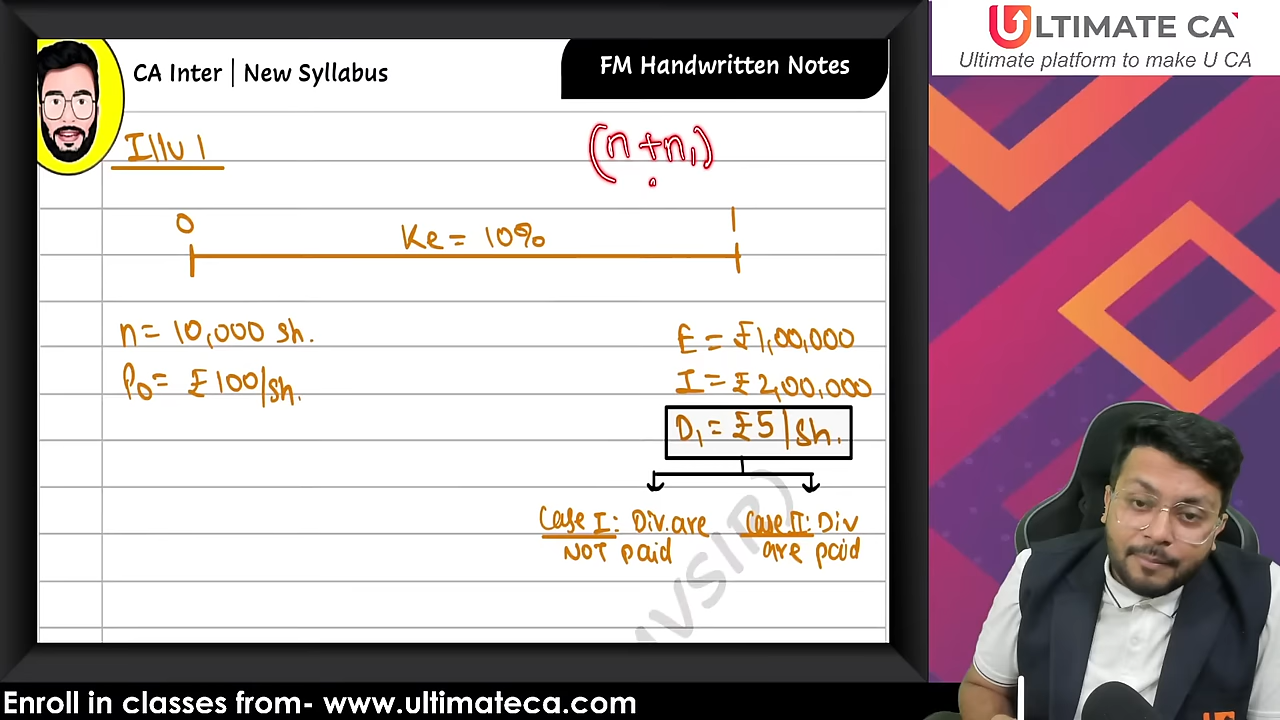 ULTIMATE CA
Ultimate platform to make U CA
CA Inter | New Syllabus
FM Handwritten Notes
Illu 1
(n + n₁)
0
Ke = 10%
1
n = 10,000 sh.
P₀ = ₹100/sh.
E = ₹1,00,000
I = ₹2,00,000
D₁ = ₹5/sh.
Case I: Div. are
NOT paid
Case II: Div
are paid
VSIR)
Enroll in classes from- www.ultimateca.com